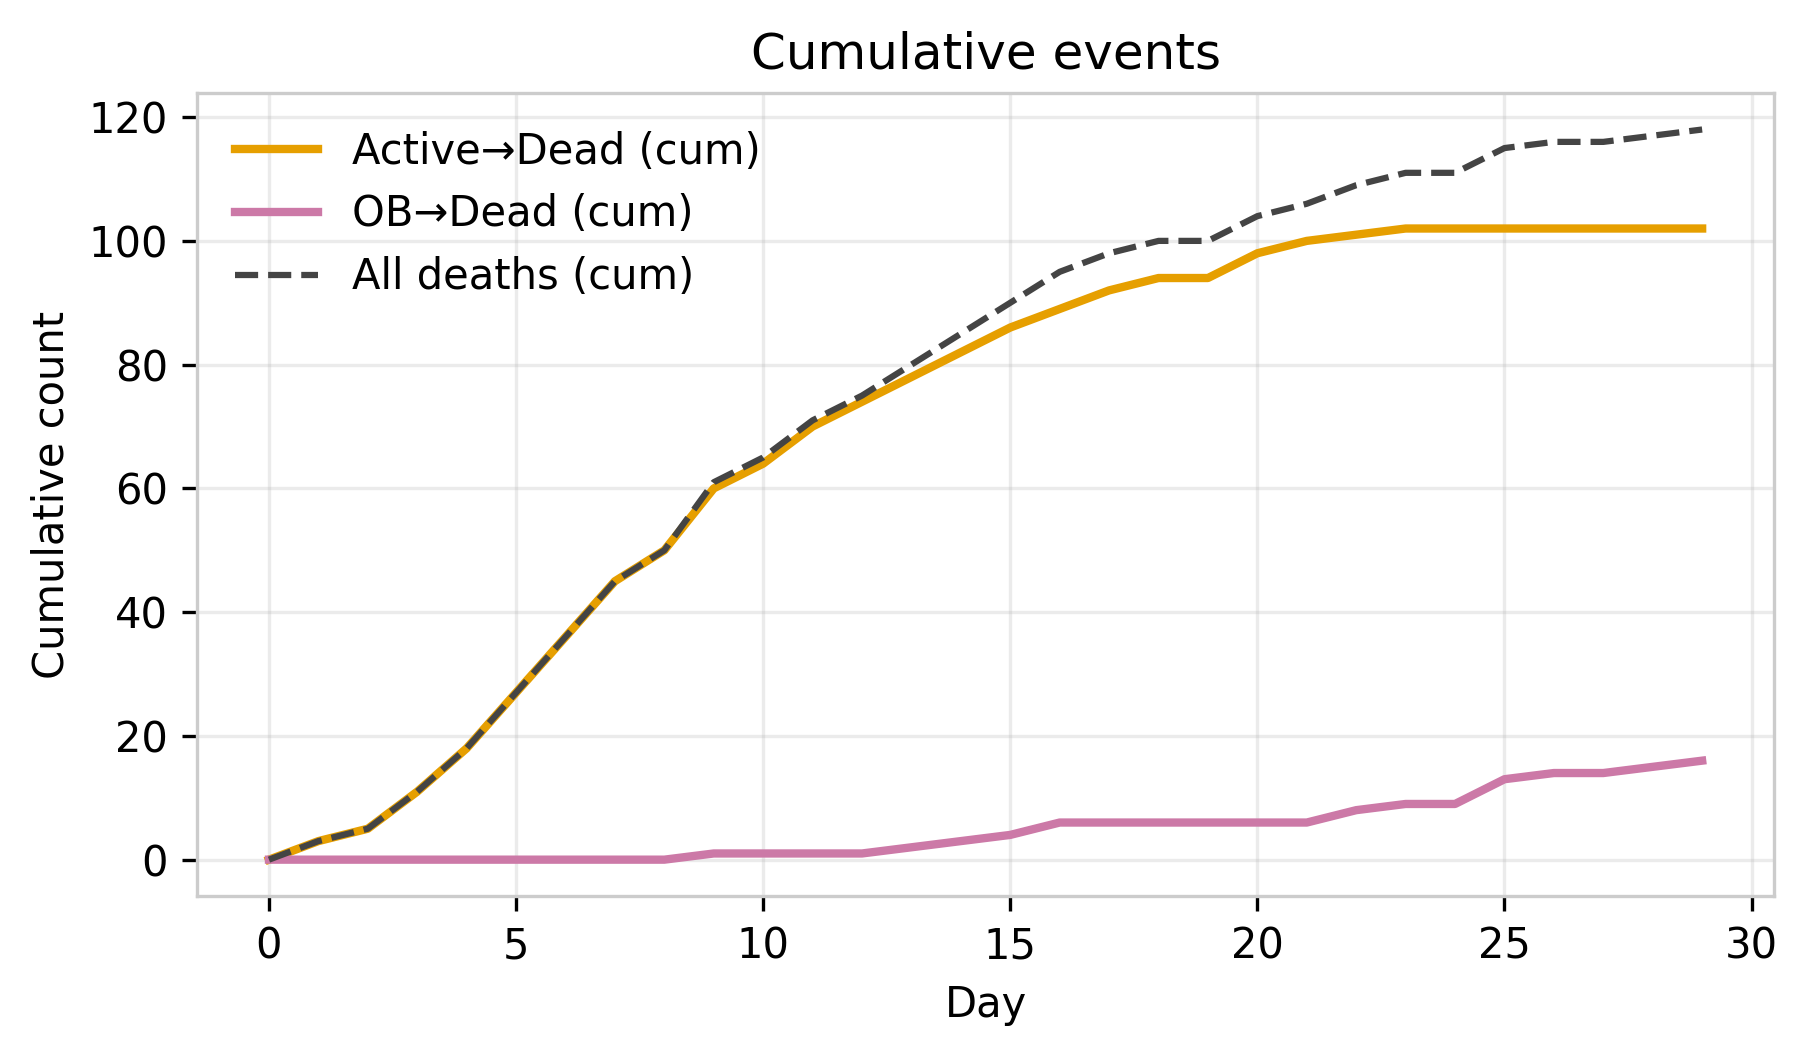 Cumulative events
Active→Dead (cum)
OB→Dead (cum)
All deaths (cum)
Cumulative count
120
100
80
60
40
20
0
0 5 10 15 20 25 30
Day